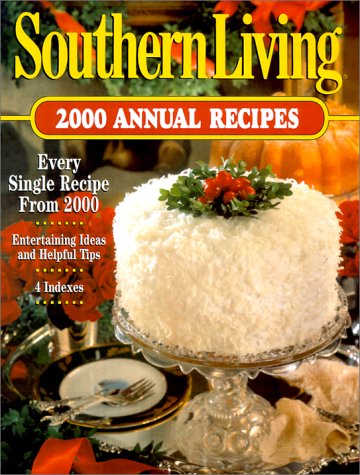 Southern Living
2000 ANNUAL RECIPES
Every
Single Recipe
From 2000
Entertaining Ideas
and Helpful Tips
4 Indexes